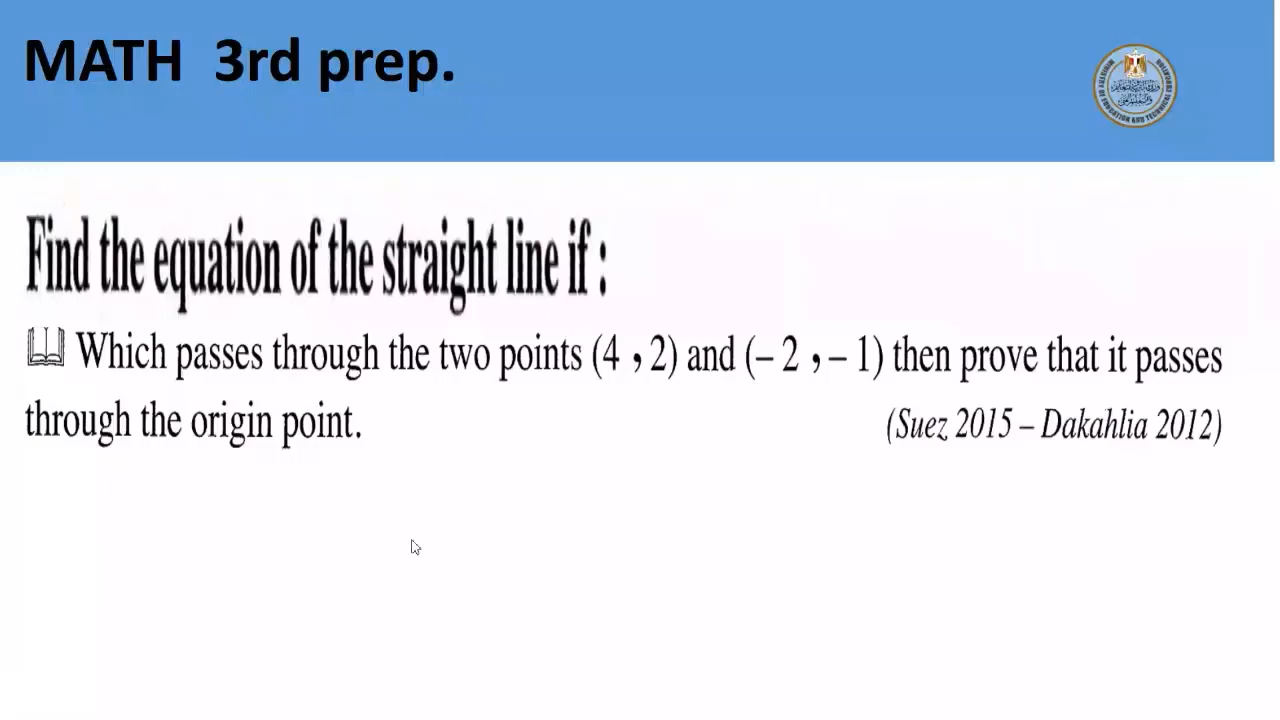 MATH 3rd prep.
Find the equation of the straight line if :
Which passes through the two points (4 , 2) and (– 2 , – 1) then prove that it passes
through the origin point.
(Suez 2015 – Dakahlia 2012)